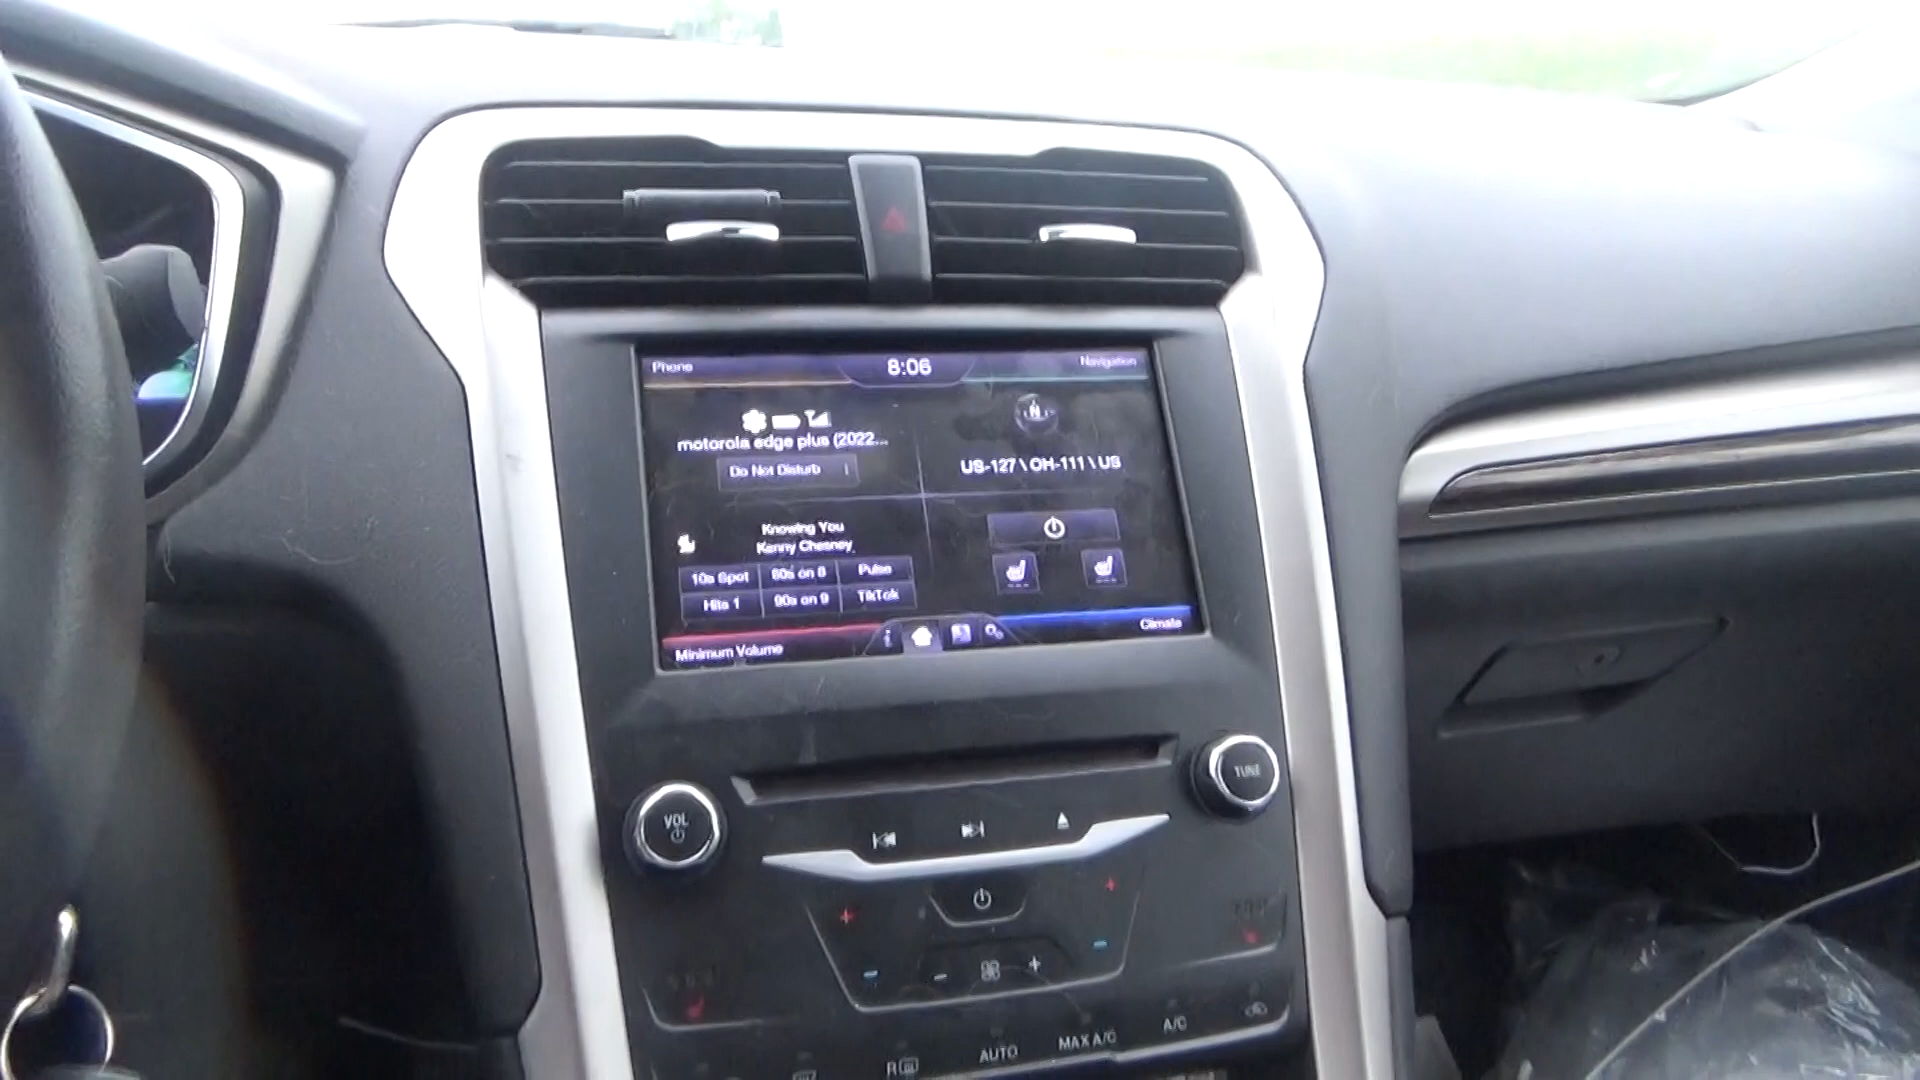 Phone
8:06
Navigation
motorola edge plus (2022...
Do Not Disturb
N
US-127 \ OH-111 \ US
Knowing You
Kenny Chesney
10s Spot
80s on 8
Pulse
Hits 1
90s on 9
TikTok
Minimum Volume
i
Climate
VOL
TUNE
R
AUTO
MAX A/C
A/C